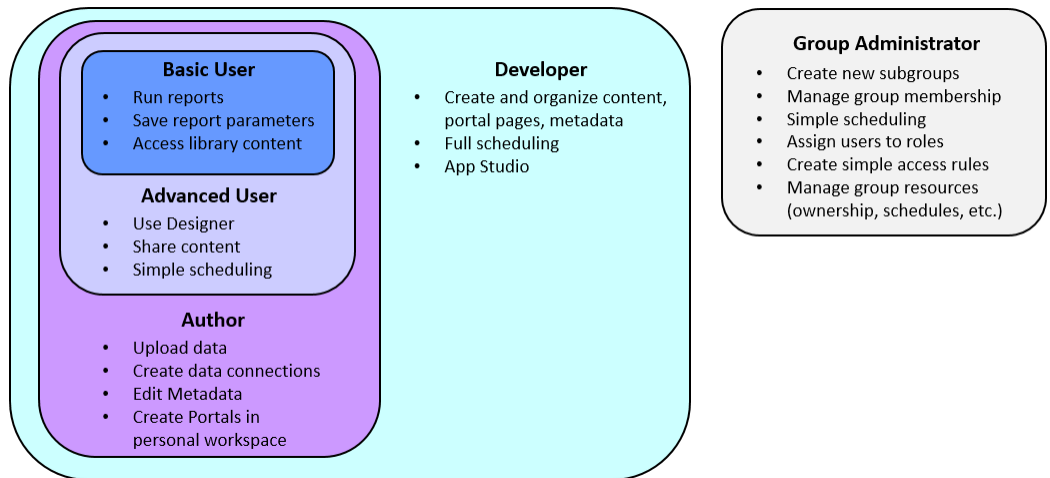 Basic User
• Run reports
• Save report parameters
• Access library content
Advanced User
• Use Designer
• Share content
• Simple scheduling
Author
• Upload data
• Create data connections
• Edit Metadata
• Create Portals in
personal workspace
Developer
• Create and organize content,
portal pages, metadata
• Full scheduling
• App Studio
Group Administrator
• Create new subgroups
• Manage group membership
• Simple scheduling
• Assign users to roles
• Create simple access rules
• Manage group resources
(ownership, schedules, etc.)